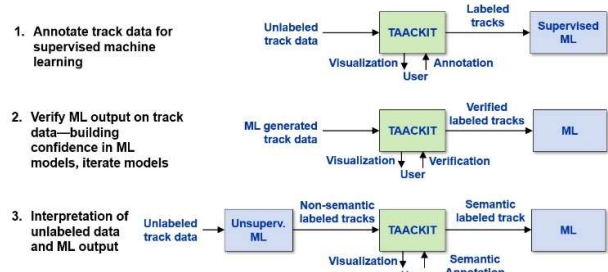 1. Annotate track data for
supervised machine
learning
Unlabeled
track data
TAACKIT
Labeled
tracks
Supervised
ML
Visualization
Annotation
User
2. Verify ML output on track
data—building
confidence in ML
models, iterate models
ML generated
track data
TAACKIT
Verified
labeled tracks
ML
Visualization
Verification
User
3. Interpretation of
unlabeled data
and ML output
Unlabeled
track data
Unsuperv.
ML
Non-semantic
labeled tracks
TAACKIT
Semantic
labeled track
ML
Visualization
Semantic
Annotation